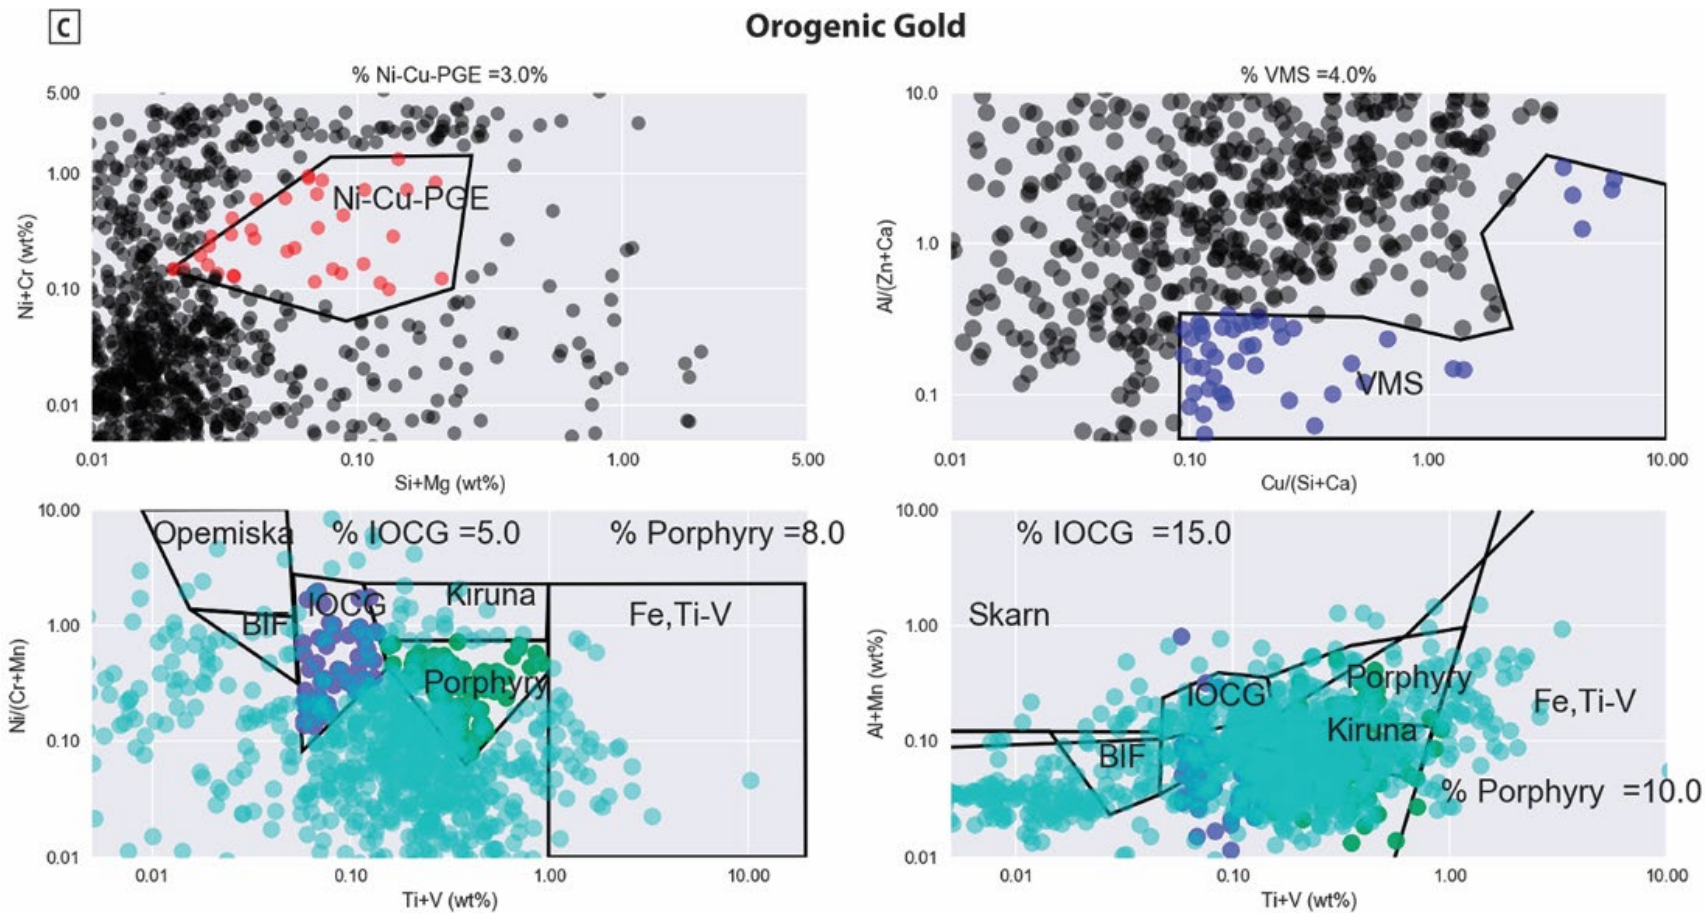 C
Orogenic Gold
% Ni-Cu-PGE =3.0%
5.00
1.00
0.10
0.01
Ni+Cr (wt%)
Ni-Cu-PGE
0.01 0.10 1.00 5.00
Si+Mg (wt%)
% VMS =4.0%
10.0
1.0
0.1
Al/(Zn+Ca)
VMS
0.01 0.10 1.00 10.00
Cu/(Si+Ca)
10.00
1.00
0.10
0.01
Ni/(Cr+Mn)
Opemiska % IOCG =5.0 % Porphyry =8.0
IOCG Kiruna Fe,Ti-V
BIF
Porphyry
0.01 0.10 1.00 10.00
Ti+V (wt%)
10.00
1.00
0.10
0.01
Al+Mn (wt%)
% IOCG =15.0
Skarn
IOCG Porphyry
Fe,Ti-V
BIF Kiruna
% Porphyry =10.0
0.01 0.10 1.00 10.00
Ti+V (wt%)